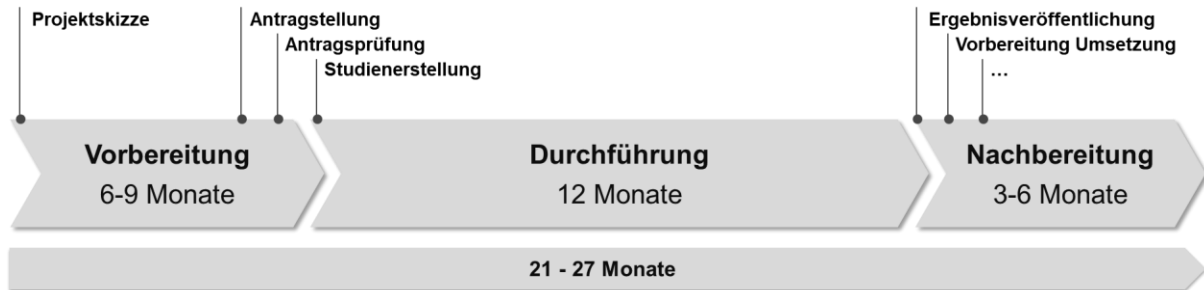 Projektskizze
Antragstellung
Antragsprüfung
Studienerstellung
Ergebnisveröffentlichung
Vorbereitung Umsetzung
...
Vorbereitung
6-9 Monate
Durchführung
12 Monate
Nachbereitung
3-6 Monate
21 - 27 Monate